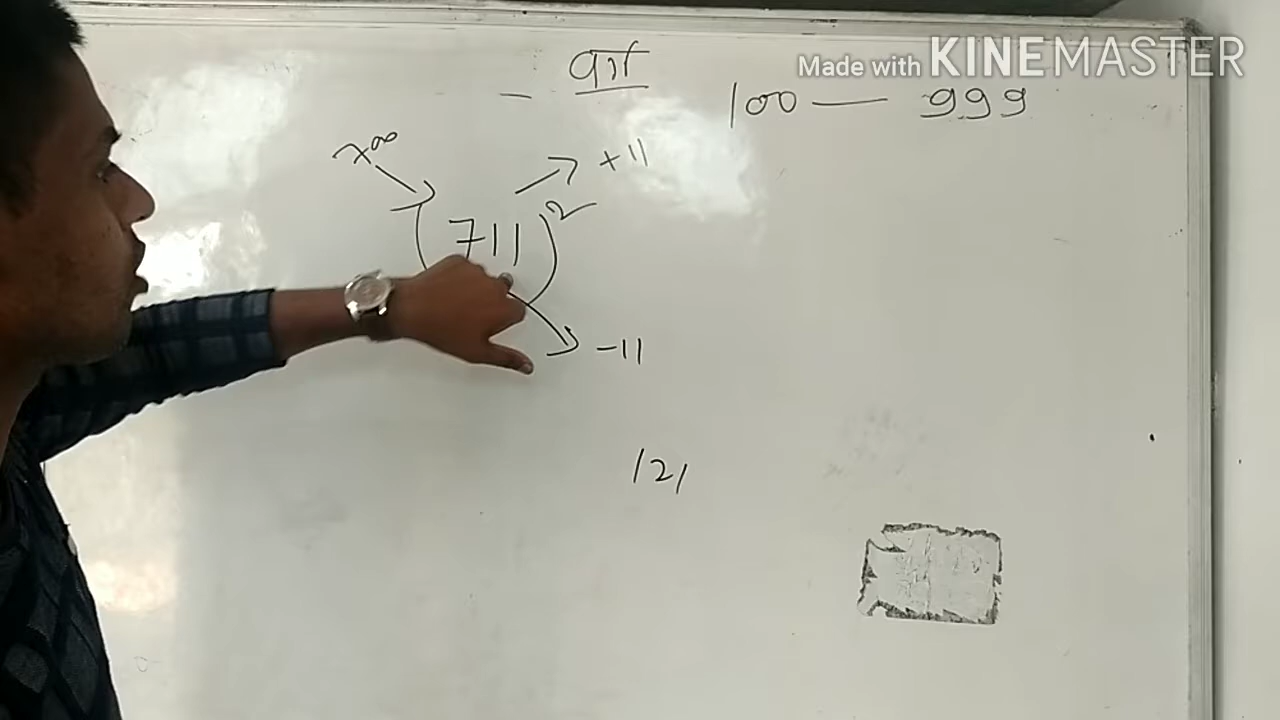 वर्ग
Made with KINEMASTER
100 — 999
700
+11
(711)²
-11
121